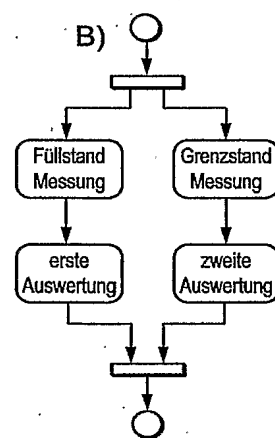 B)
Füllstand
Messung
Grenzstand
Messung
erste
Auswertung
zweite
Auswertung